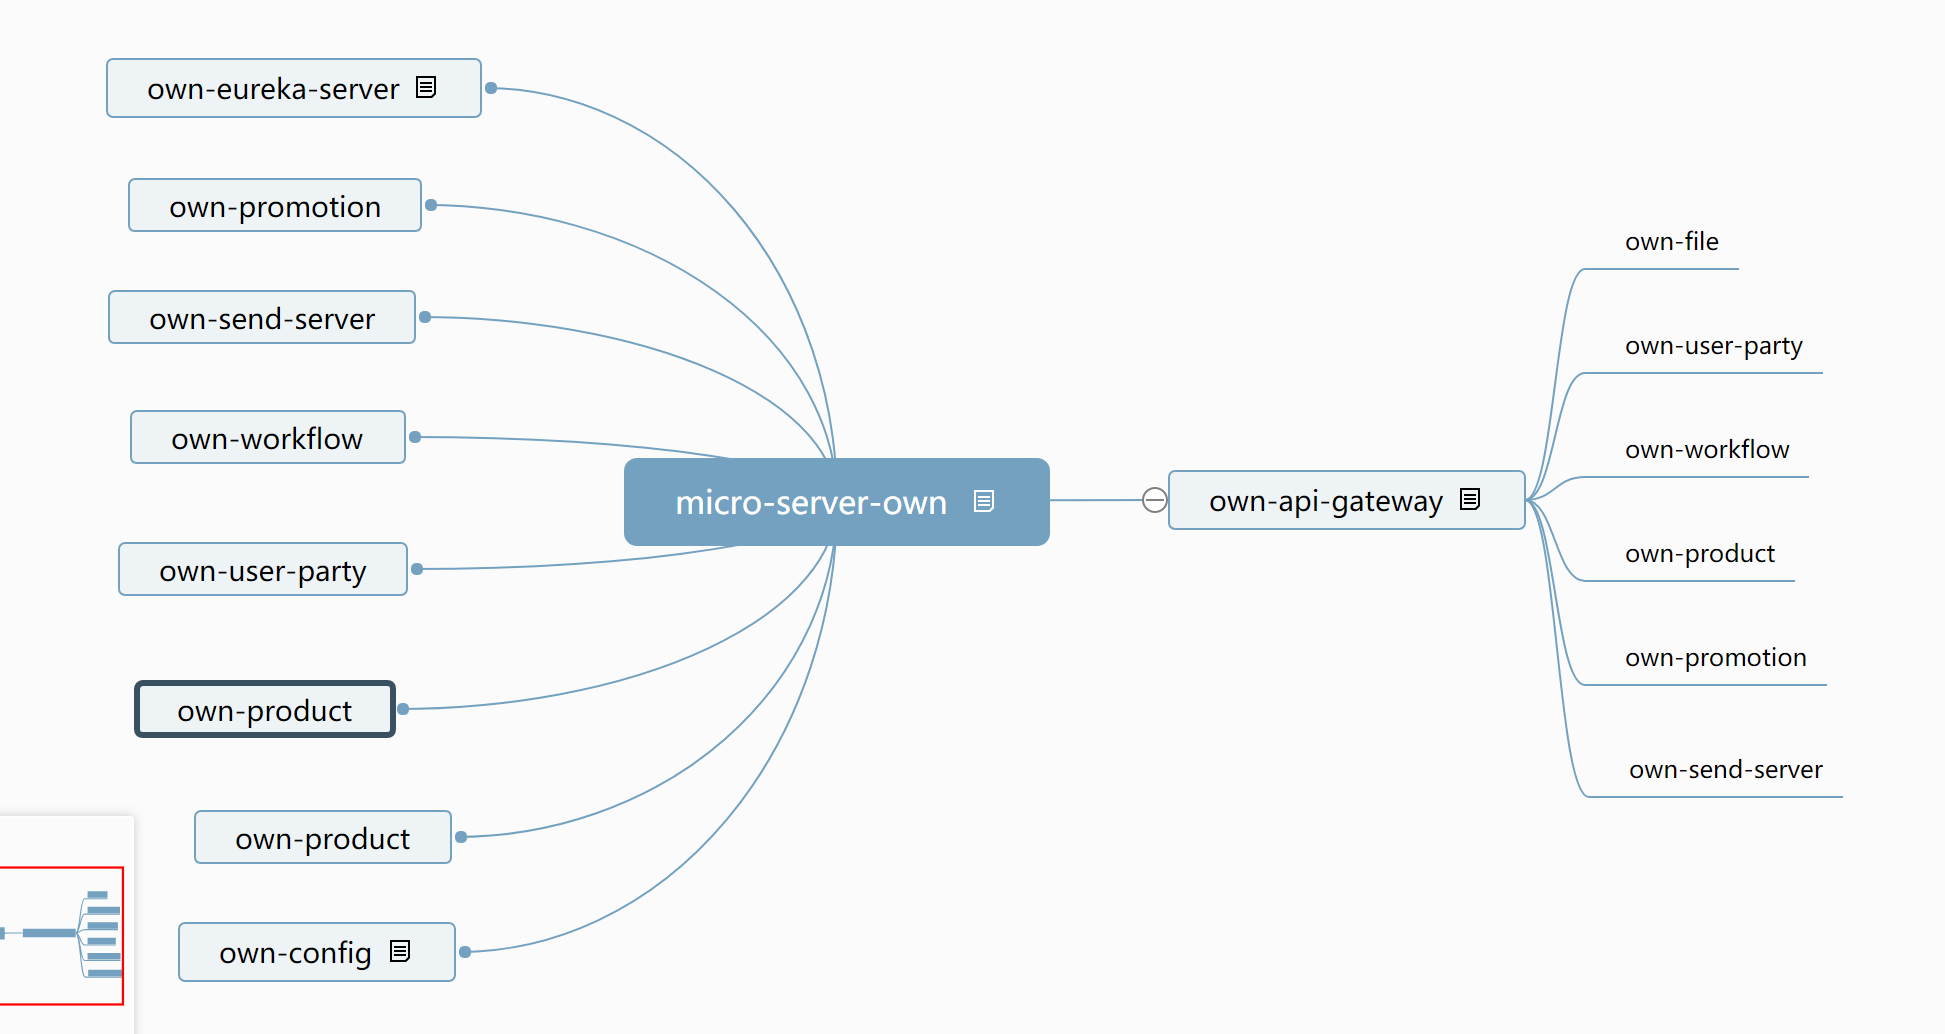 own-eureka-server
own-promotion
own-send-server
own-workflow
own-user-party
own-product
own-product
own-config
micro-server-own
own-api-gateway
own-file
own-user-party
own-workflow
own-product
own-promotion
own-send-server